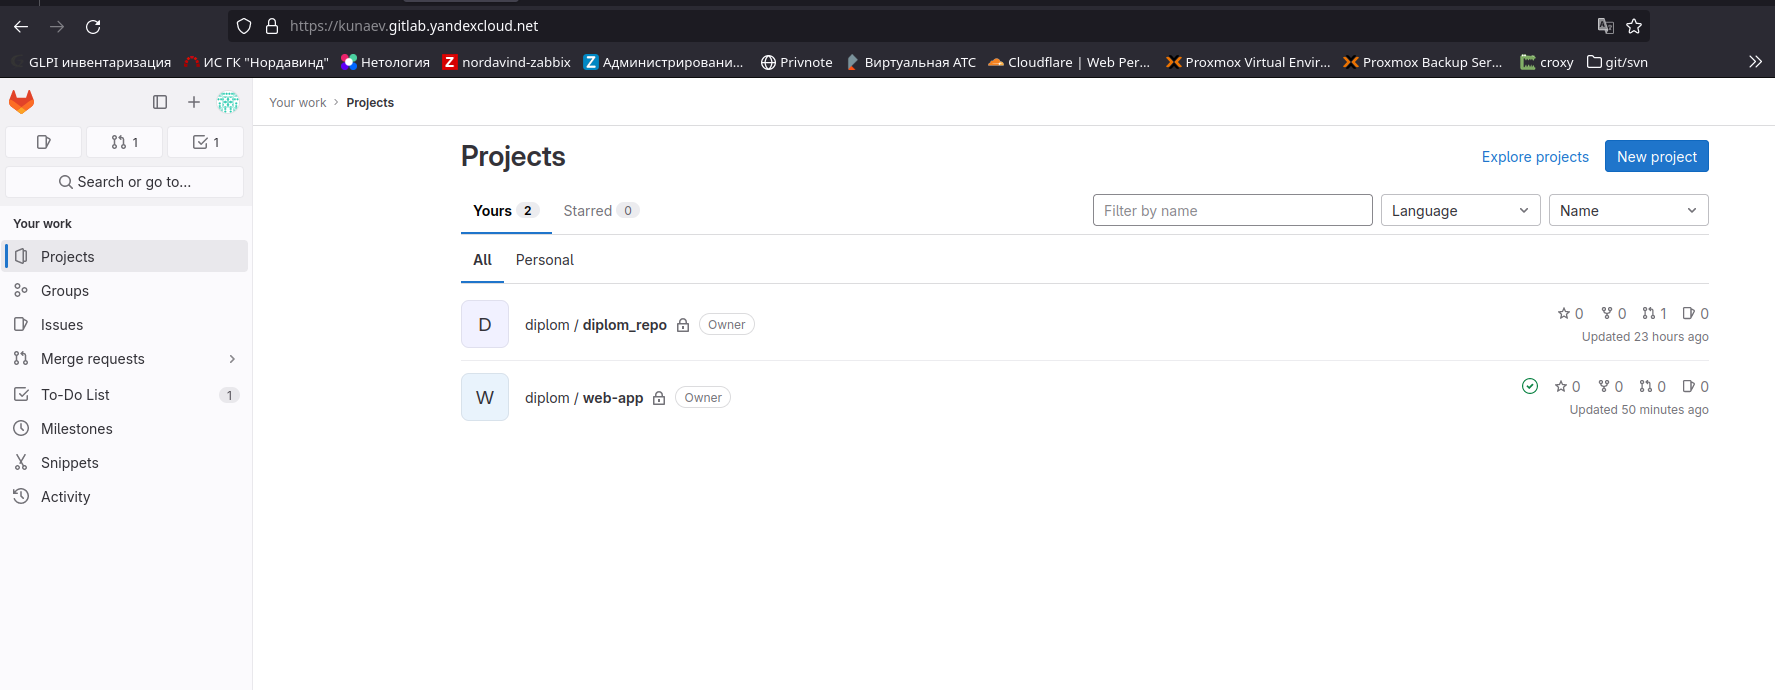 https://kunaev.gitlab.yandexcloud.net
GLPI инвентаризация ИС ГК "Нордавинд" Нетология nordavind-zabbix Администрировани... Privnote Виртуальная АТС Cloudflare | Web Per... Proxmox Virtual Envir... Proxmox Backup Ser... croxy git/svn
Your work › Projects
1 1
Search or go to...
Your work
Projects
Groups
Issues
Merge requests
To-Do List 1
Milestones
Snippets
Activity
Projects
Explore projects New project
Yours 2 Starred 0 Filter by name Language Name
All Personal
D diplom / diplom_repo Owner 0 0 1 0
Updated 23 hours ago
W diplom / web-app Owner 0 0 0 0
Updated 50 minutes ago